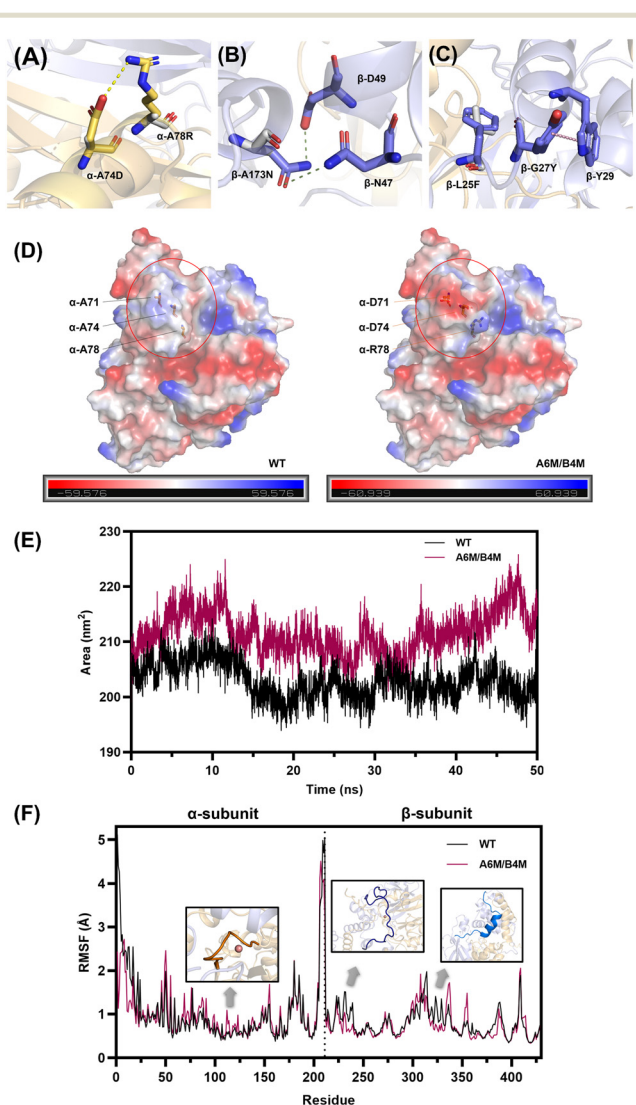 (A)
α-A78R
α-A74D
(B)
β-D49
β-A173N
β-N47
(C)
β-L25F
β-G27Y
β-Y29
(D)
α-A71
α-A74
α-A78
WT
-59.576 59.576
α-D71
α-D74
α-R78
A6M/B4M
-60.939 60.939
(E)
WT
A6M/B4M
230
220
210
200
190
Area (nm²)
0 10 20 30 40 50
Time (ns)
(F)
α-subunit β-subunit
WT
A6M/B4M
5
4
3
2
1
0
RMSF (Å)
0 50 100 150 200 250 300 350 400
Residue